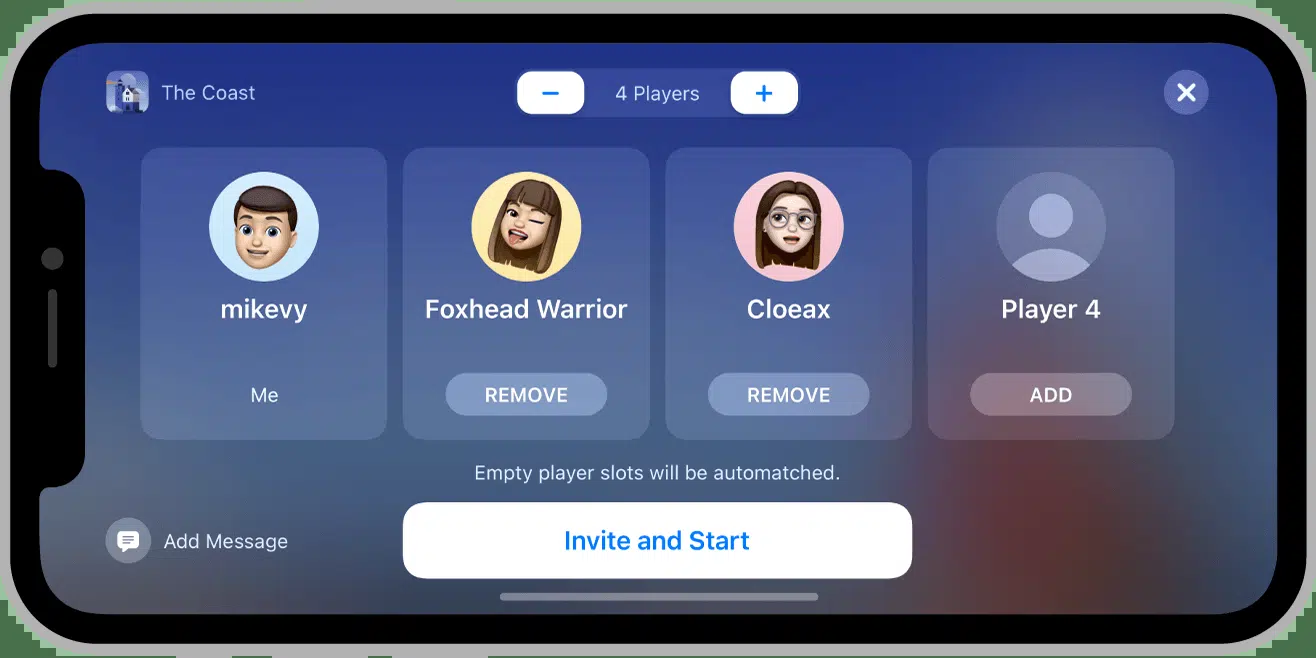 The Coast
4 Players
mikevy
Foxhead Warrior
Cloeax
Player 4
Me
REMOVE
REMOVE
ADD
Empty player slots will be automatched.
Add Message
Invite and Start